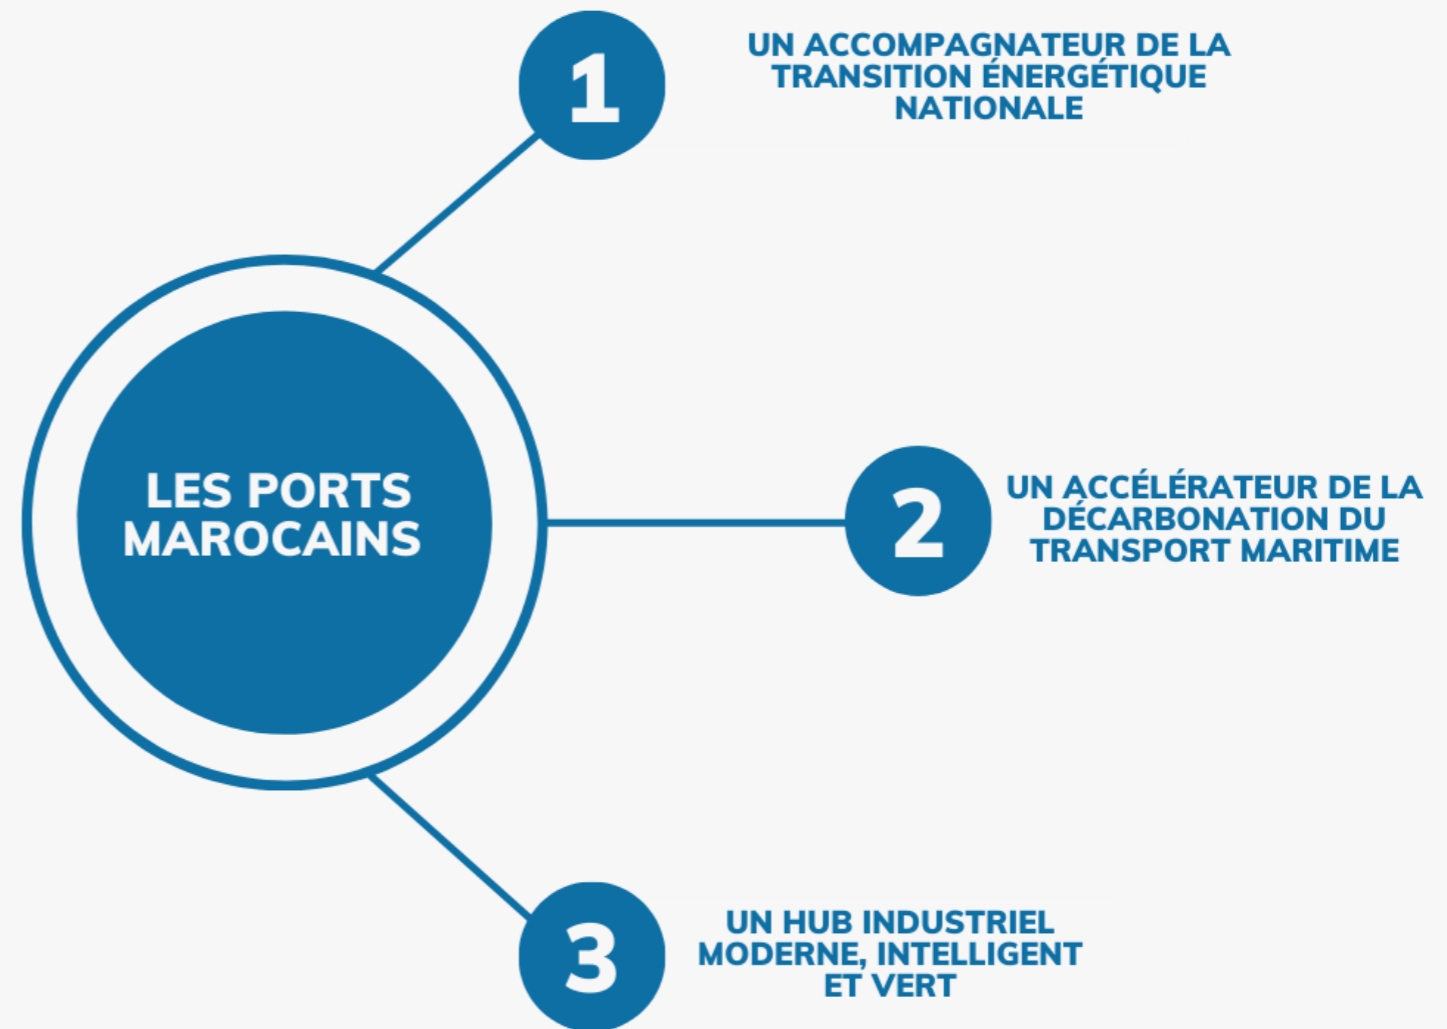 1
UN ACCOMPAGNATEUR DE LA
TRANSITION ÉNERGÉTIQUE
NATIONALE
LES PORTS
MAROCAINS
2
UN ACCÉLÉRATEUR DE LA
DÉCARBONATION DU
TRANSPORT MARITIME
3
UN HUB INDUSTRIEL
MODERNE, INTELLIGENT
ET VERT